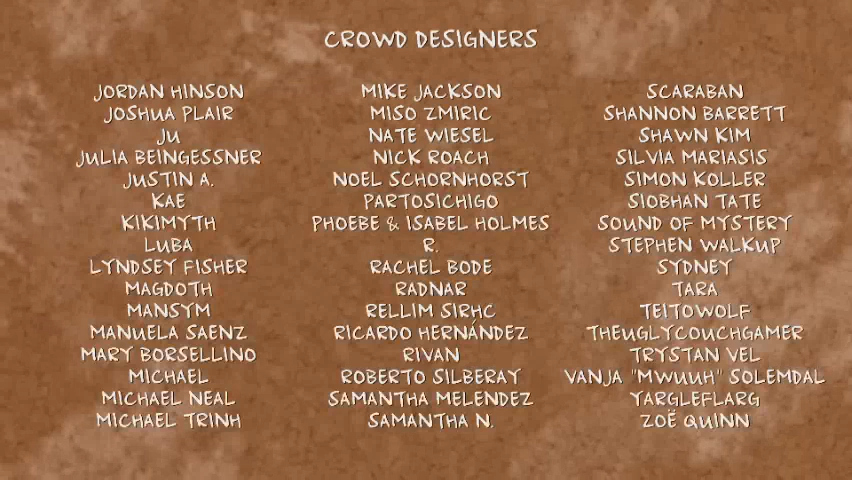 CROWD DESIGNERS
JORDAN HINSON
JOSHUA PLAIR
JU
JULIA BEINGESSNER
JUSTIN A.
KAE
KIKIMYTH
LUBA
LYNDSEY FISHER
MAGDOTH
MANSYM
MANUELA SAENZ
MARY BORSELLINO
MICHAEL
MICHAEL NEAL
MICHAEL TRINH
MIKE JACKSON
MISO ZMIRIC
NATE WIESEL
NICK ROACH
NOEL SCHORNHORST
PARTOSICHIGO
PHOEBE & ISABEL HOLMES
R.
RACHEL BODE
RADNAR
RELLIM SIRHC
RICARDO HERNÁNDEZ
RIVAN
ROBERTO SILBERAY
SAMANTHA MELENDEZ
SAMANTHA N.
SCARABAN
SHANNON BARRETT
SHAWN KIM
SILVIA MARIASIS
SIMON KOLLER
SIOBHAN TATE
SOUND OF MYSTERY
STEPHEN WALKUP
SYDNEY
TARA
TEITOWOLF
THEUGLYCOUCHGAMER
TRYSTAN VEL
VANJA "MWUUH" SOLEMDAL
YARGLEFLARG
ZOË QUINN